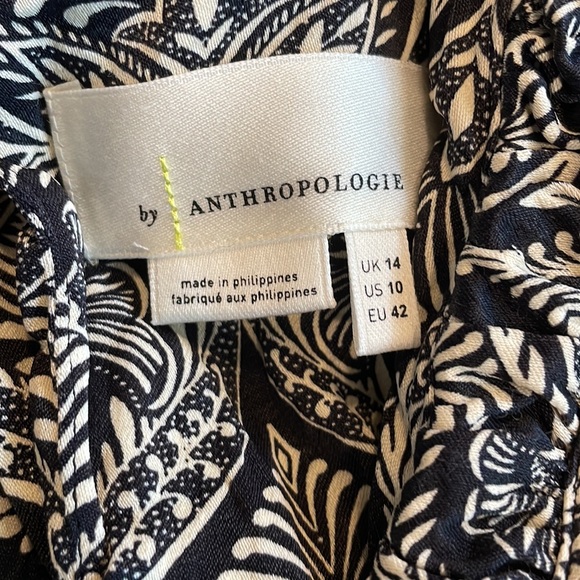 by ANTHROPOLOGIE
made in philippines
fabriqué aux philippines
UK 14
US 10
EU 42